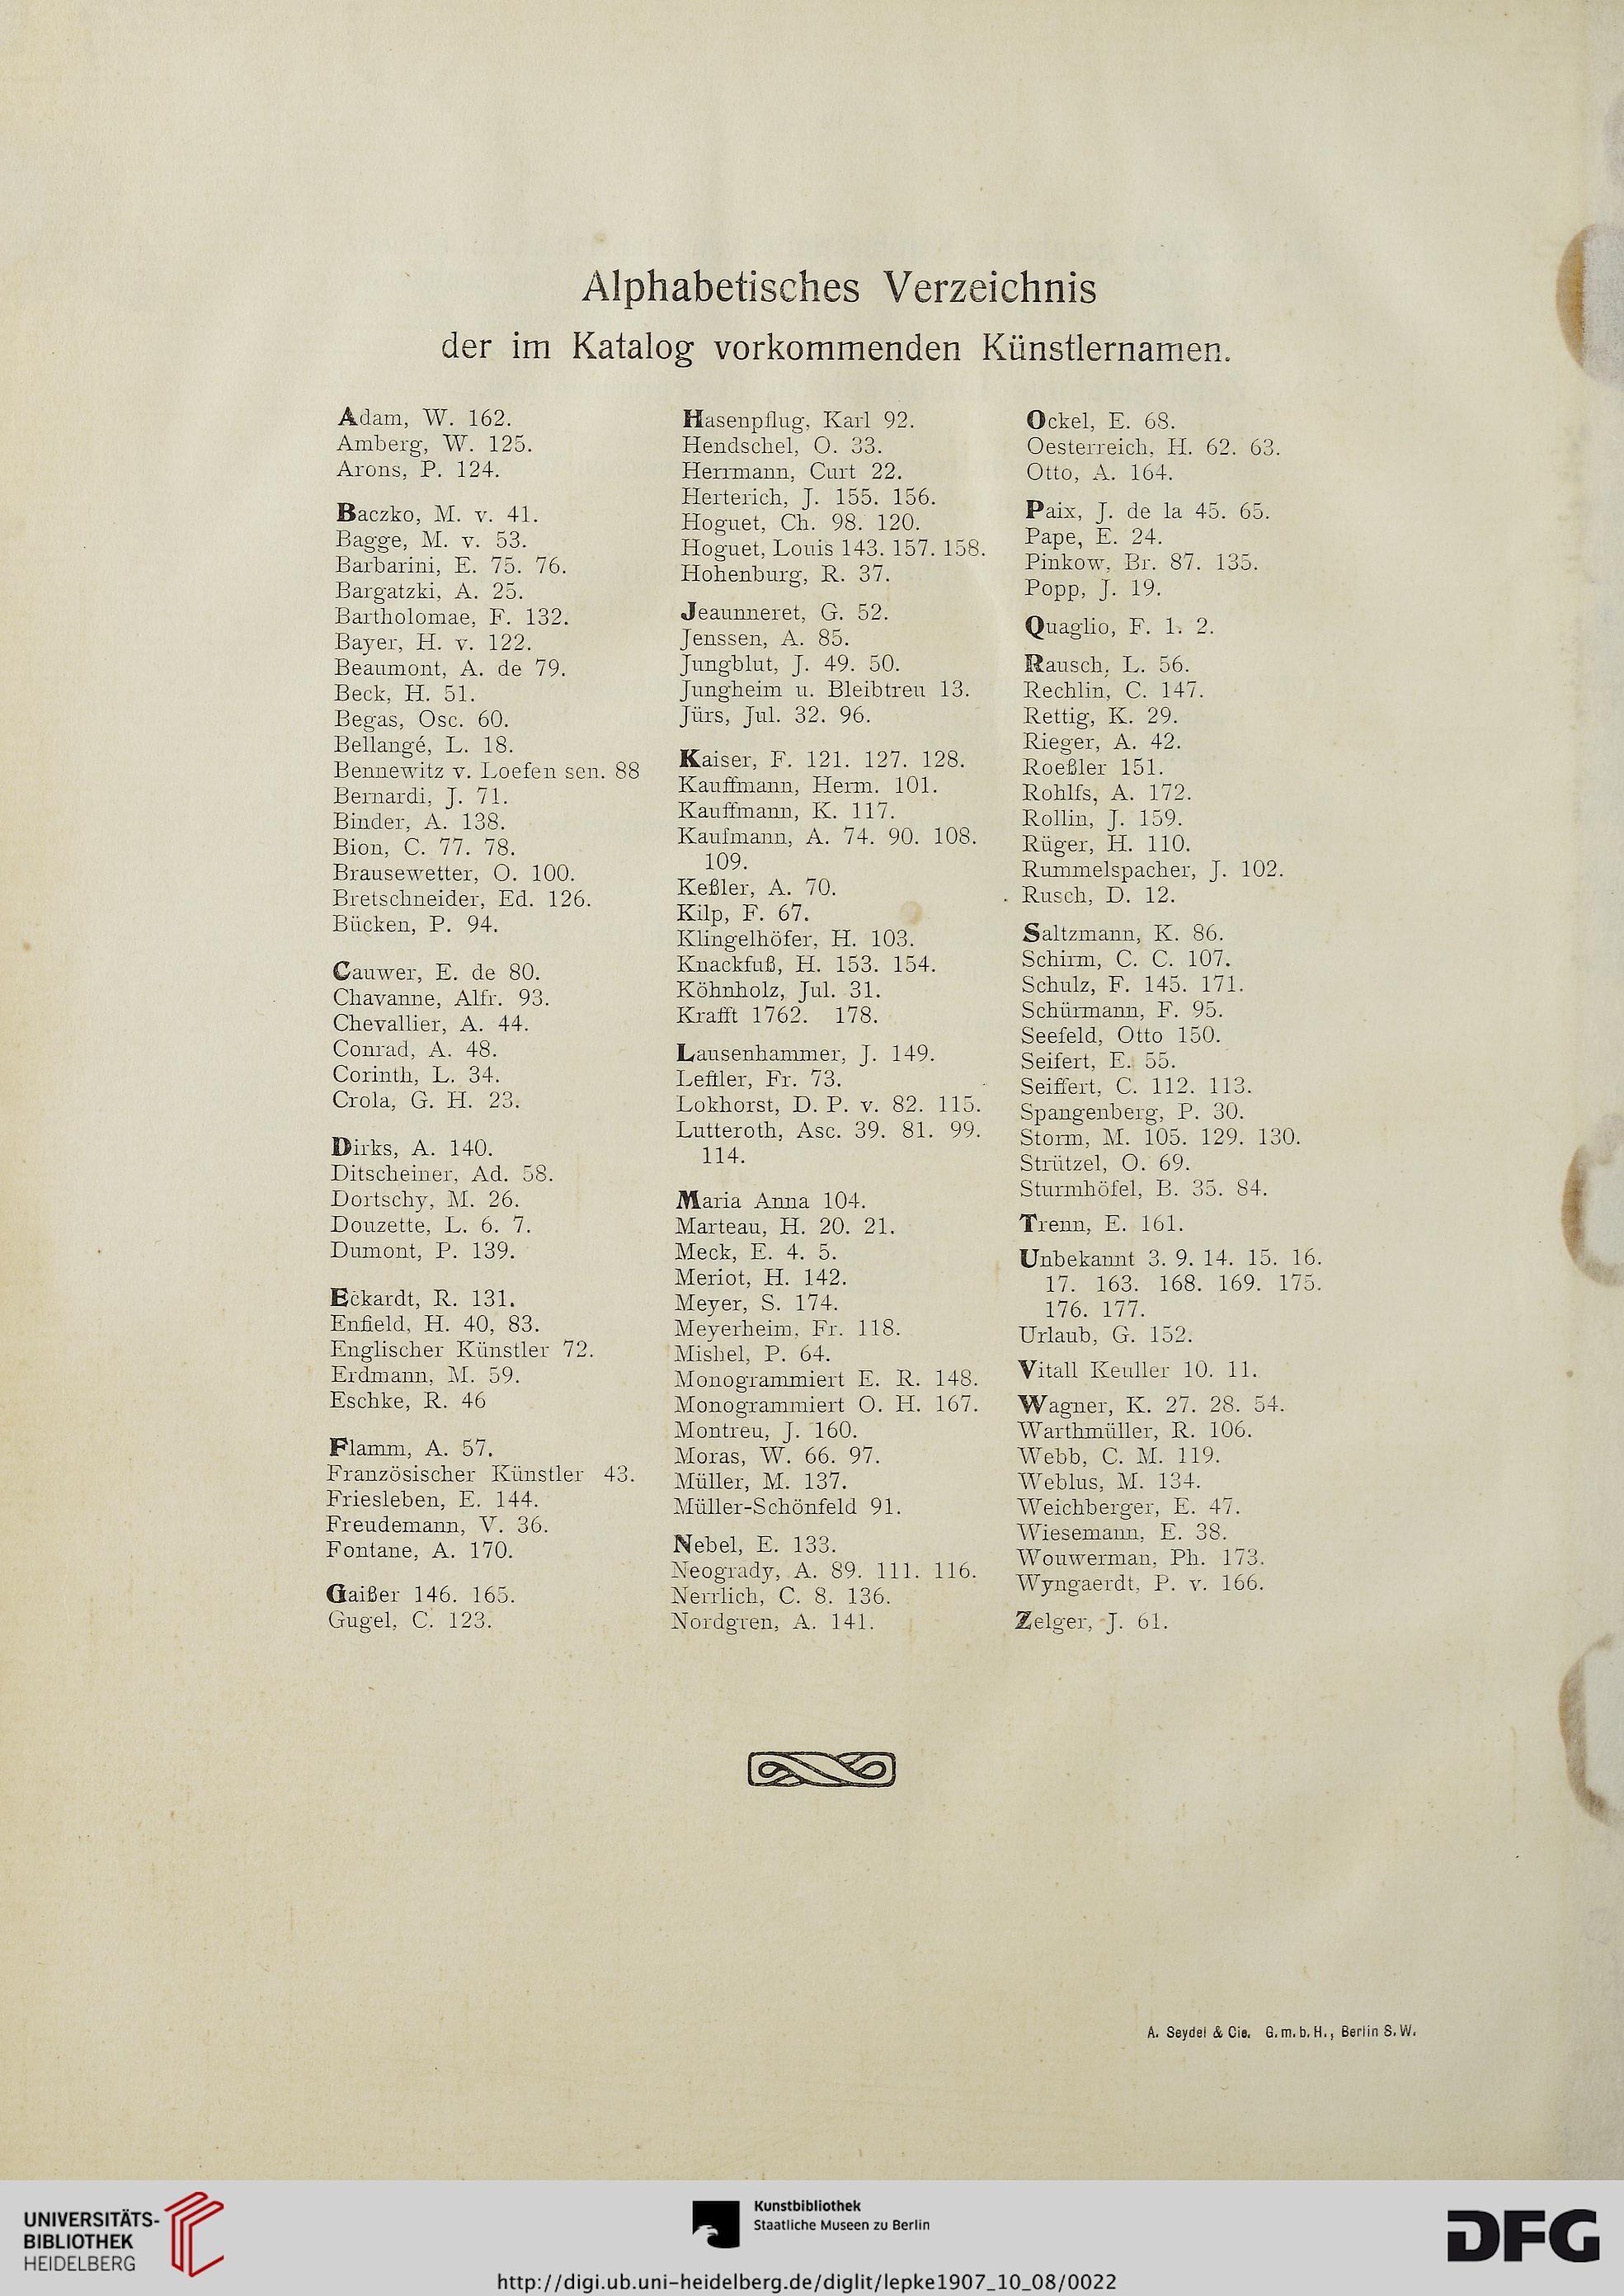 Alphabetisches Verzeichnis
der im Katalog vorkommenden Künstlernamen.
Adam, W. 162.
Amberg, W. 125.
Arons, P. 124.
Baczko, M. v. 41.
Bagge, M. v. 53.
Barbarini, E. 75. 76.
Bargatzki, A. 25.
Bartholomae, F. 132.
Bayer, H. v. 122.
Beaumont, A. de 79.
Beck, H. 51.
Begas, Osc. 60.
Bellangé, L. 18.
Bennewitz v. Loefen sen. 88
Bernardi, J. 71.
Binder, A. 138.
Bion, C. 77. 78.
Brausewetter, O. 100.
Bretschneider, Ed. 126.
Bücken, P. 94.
Cauwer, E. de 80.
Chavanne, Alfr. 93.
Chevallier, A. 44.
Conrad, A. 48.
Corinth, L. 34.
Crola, G. H. 23.
Dirks, A. 140.
Ditscheiner, Ad. 58.
Dortschy, M. 26.
Douzette, L. 6. 7.
Dumont, P. 139.
Eckardt, R. 131.
Enfield, H. 40, 83.
Englischer Künstler 72.
Erdmann, M. 59.
Eschke, R. 46
Flamm, A. 57.
Französischer Künstler 43.
Friesleben, E. 144.
Freudemann, V. 36.
Fontane, A. 170.
Gaißer 146. 165.
Gugel, C. 123.
Hasenpflug, Karl 92.
Hendschel, O. 33.
Herrmann, Curt 22.
Herterich, J. 155. 156.
Hoguet, Ch. 98. 120.
Hoguet, Louis 143. 157. 158.
Hohenburg, R. 37.
Jeaunneret, G. 52.
Jenssen, A. 85.
Jungblut, J. 49. 50.
Jungheim u. Bleibtreu 13.
Jürs, Jul. 32. 96.
Kaiser, F. 121. 127. 128.
Kauffmann, Herm. 101.
Kauffmann, K. 117.
Kaufmann, A. 74. 90. 108.
109.
Keßler, A. 70.
Kilp, F. 67.
Klingelhöfer, H. 103.
Knackfuß, H. 153. 154.
Köhnholz, Jul. 31.
Krafft 1762. 178.
Lausenhammer, J. 149.
Leftler, Fr. 73.
Lokhorst, D. P. v. 82. 115.
Lutteroth, Asc. 39. 81. 99.
114.
Maria Anna 104.
Marteau, H. 20. 21.
Meck, E. 4. 5.
Meriot, H. 142.
Meyer, S. 174.
Meyerheim, Fr. 118.
Mishel, P. 64.
Monogrammiert E. R. 148.
Monogrammiert O. H. 167.
Montreu, J. 160.
Moras, W. 66. 97.
Müller, M. 137.
Müller-Schönfeld 91.
Nebel, E. 133.
Neogrady, A. 89. 111. 116.
Nerrlich, C. 8. 136.
Nordgren, A. 141.
Ockel, E. 68.
Oesterreich, H. 62. 63.
Otto, A. 164.
Paix, J. de la 45. 65.
Pape, E. 24.
Pinkow, Br. 87. 135.
Popp, J. 19.
Quaglio, F. 1. 2.
Rausch, L. 56.
Rechlin, C. 147.
Rettig, K. 29.
Rieger, A. 42.
Roeßler 151.
Rohlfs, A. 172.
Rollin, J. 159.
Rüger, H. 110.
Rummelspacher, J. 102.
Rusch, D. 12.
Saltzmann, K. 86.
Schirm, C. C. 107.
Schulz, F. 145. 171.
Schürmann, F. 95.
Seefeld, Otto 150.
Seifert, E. 55.
Seiffert, C. 112. 113.
Spangenberg, P. 30.
Storm, M. 105. 129. 130.
Strützel, O. 69.
Sturmhöfel, B. 35. 84.
Trenn, E. 161.
Unbekannt 3. 9. 14. 15. 16.
17. 163. 168. 169. 175.
176. 177.
Urlaub, G. 152.
Vitall Keuller 10. 11.
Wagner, K. 27. 28. 54.
Warthmüller, R. 106.
Webb, C. M. 119.
Weblus, M. 134.
Weichberger, E. 47.
Wiesemann, E. 38.
Wouwerman, Ph. 173.
Wyngaerdt, P. v. 166.
Zelger, J. 61.
A. Seydel & Cie. G. m. b. H., Berlin S. W.
UNIVERSITÄTS-
BIBLIOTHEK
HEIDELBERG
Kunstbibliothek
Staatliche Museen zu Berlin
DFG
http://digi.ub.uni-heidelberg.de/diglit/lepke1907_10_08/0022